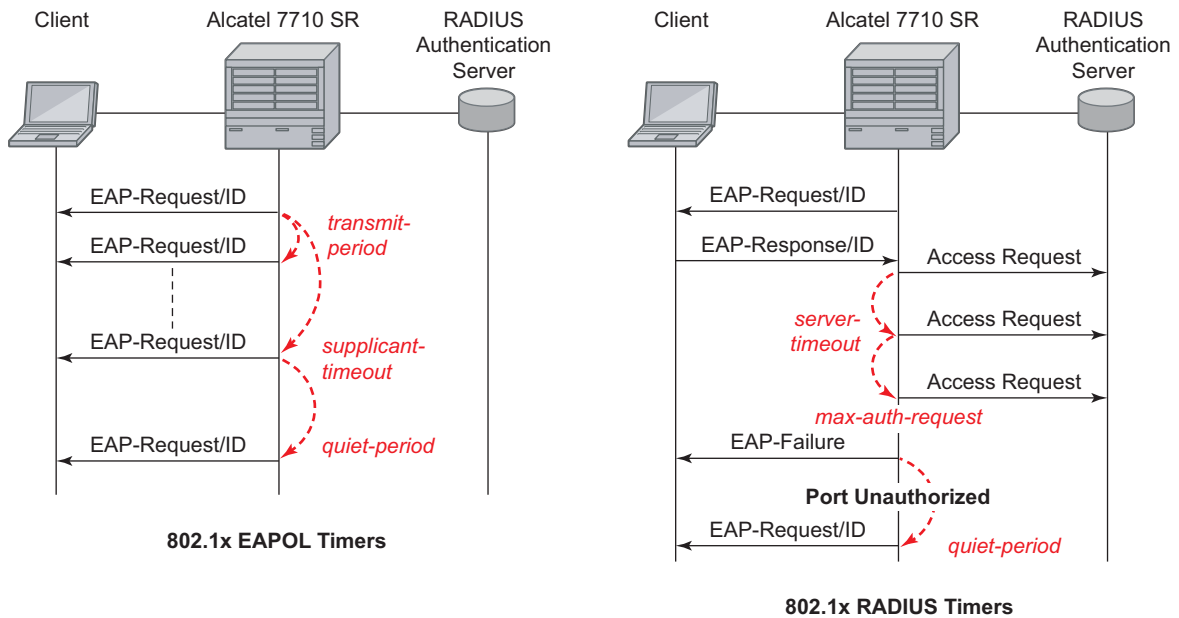 Client
Alcatel 7710 SR
RADIUS
Authentication
Server
EAP-Request/ID
transmit-
period
EAP-Request/ID
EAP-Request/ID
supplicant-
timeout
EAP-Request/ID
quiet-period
802.1x EAPOL Timers
Client
Alcatel 7710 SR
RADIUS
Authentication
Server
EAP-Request/ID
EAP-Response/ID
Access Request
server-
timeout
Access Request
Access Request
max-auth-request
EAP-Failure
Port Unauthorized
EAP-Request/ID
quiet-period
802.1x RADIUS Timers